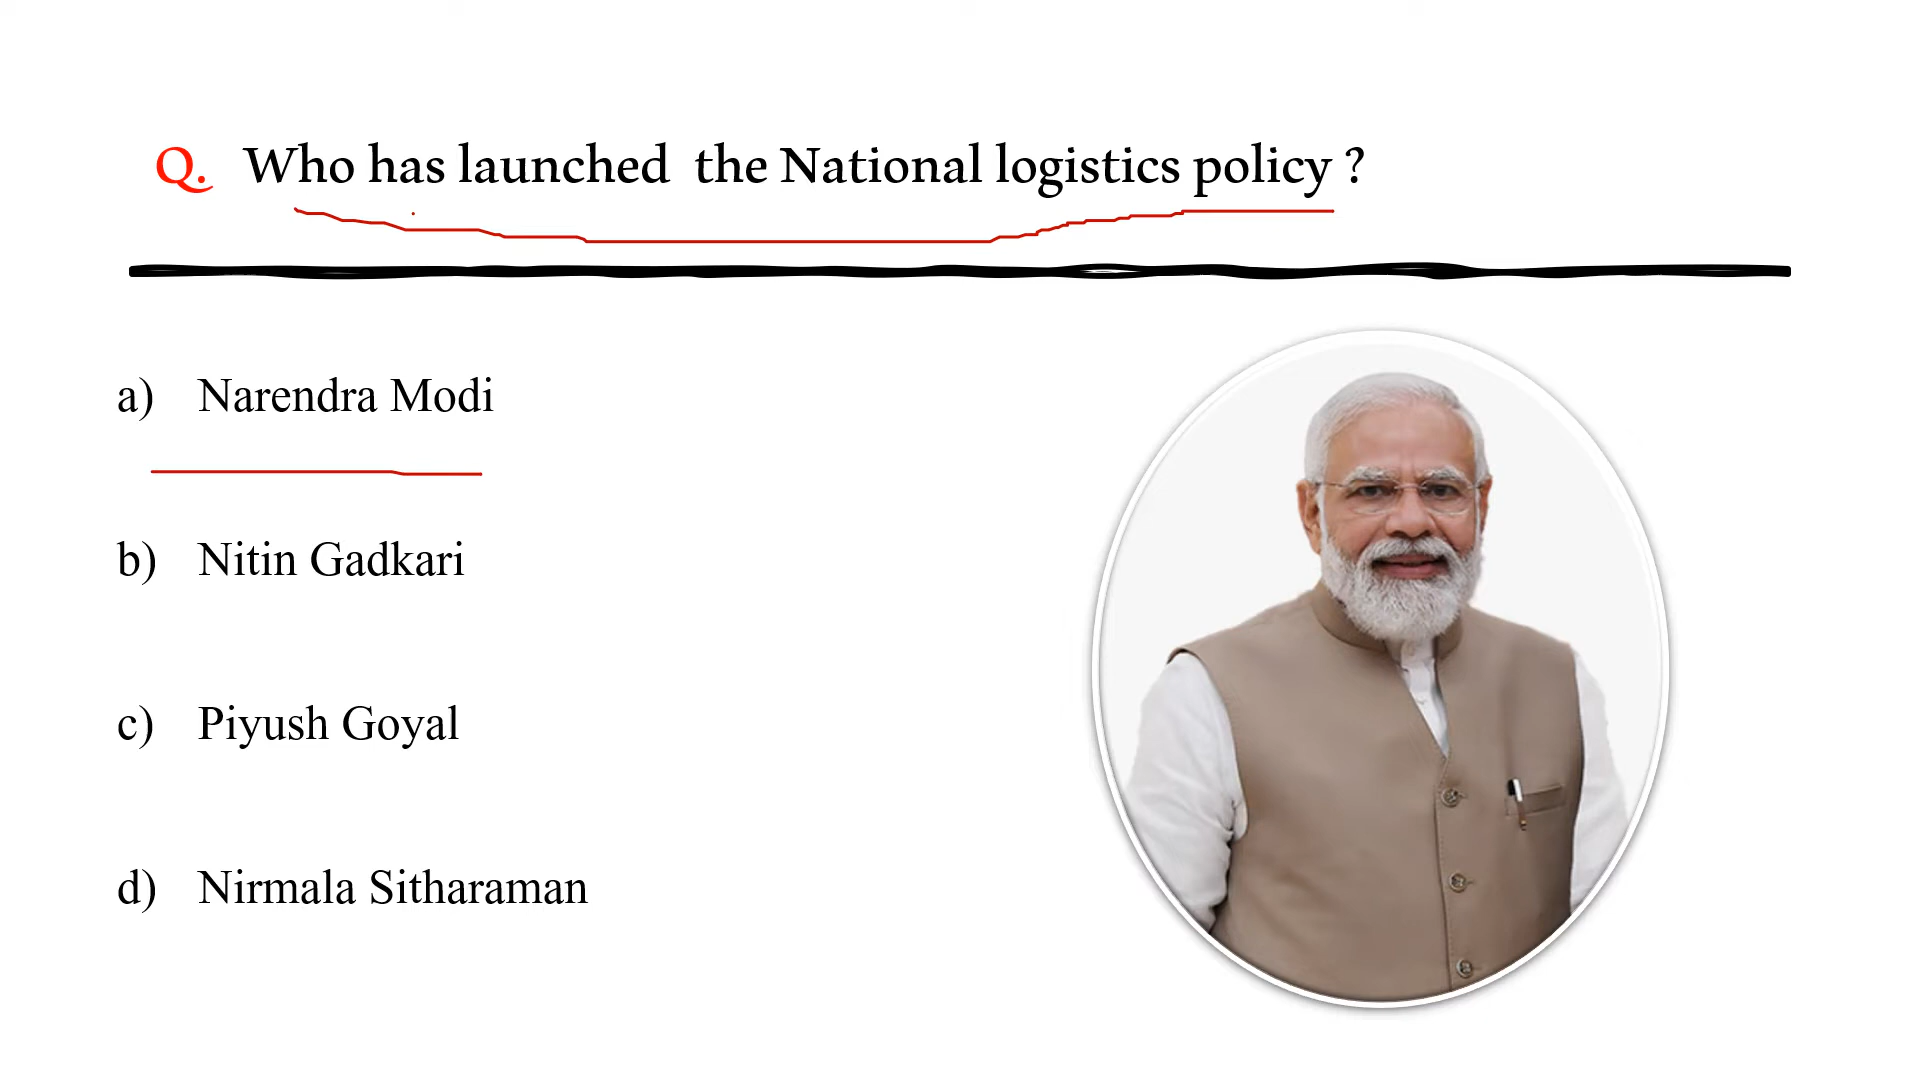 Q. Who has launched the National logistics policy ?
a) Narendra Modi
b) Nitin Gadkari
c) Piyush Goyal
d) Nirmala Sitharaman